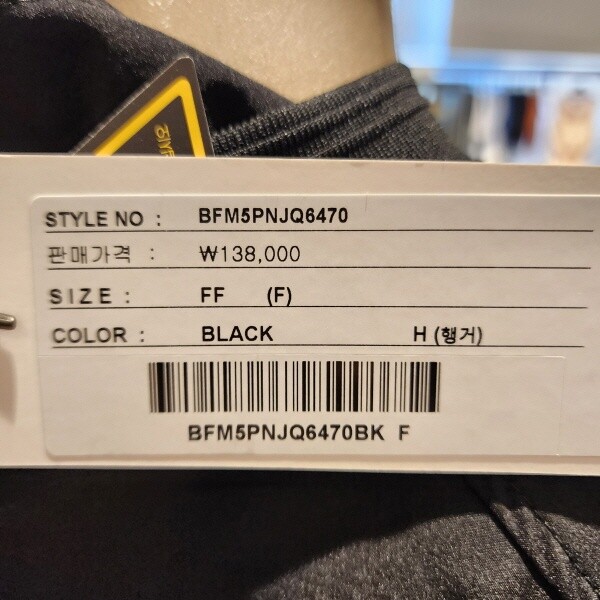 STYLE NO : BFM5PNJQ6470
판매가격 : ₩138,000
SIZE : FF (F)
COLOR : BLACK H (행거)
BFM5PNJQ6470BK F